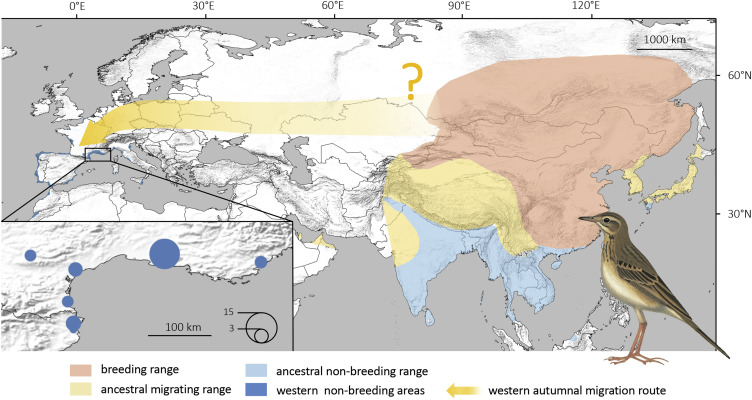 0°E 30°E 60°E 90°E 120°E
1000 km
?
60°N
30°N
15
3
100 km
breeding range
ancestral non-breeding range
ancestral migrating range
western non-breeding areas
western autumnal migration route